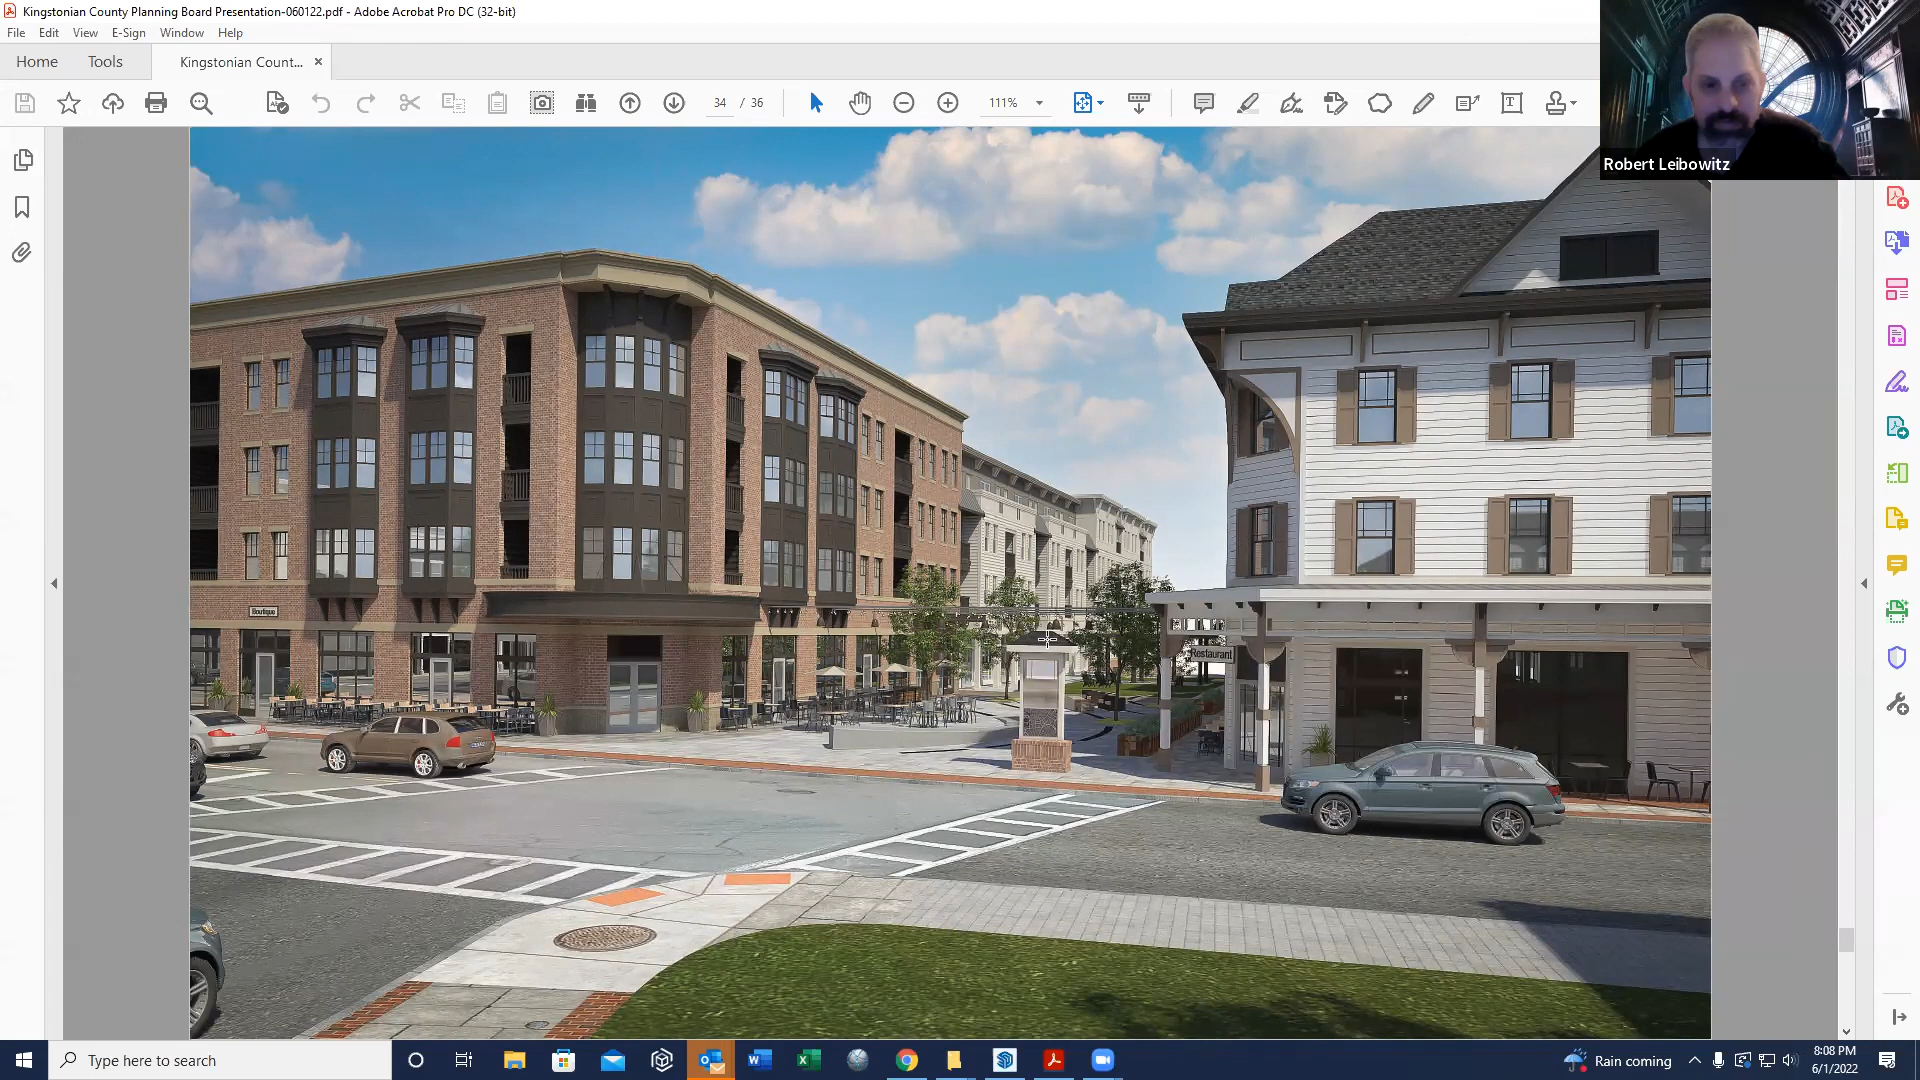 Kingstonian County Planning Board Presentation-060122.pdf - Adobe Acrobat Pro DC (32-bit)
File Edit View E-Sign Window Help
Home Tools Kingstonian Count... ×
34 / 36 111%
Robert Leibowitz
Boutique
Restaurant
Type here to search
Rain coming
8:08 PM
6/1/2022